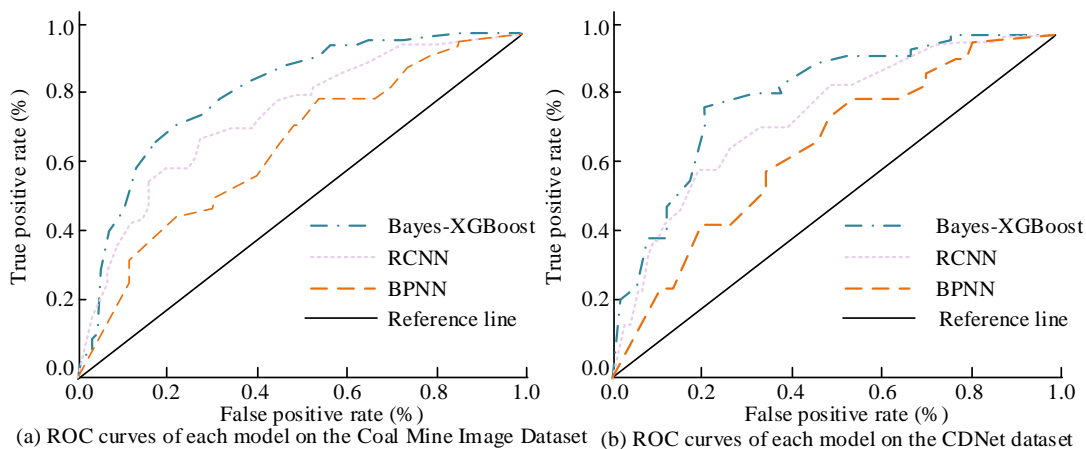 1.0
0.8
0.6
0.4
0.2
0.0
True positive rate (%)
Bayes-XGBoost
RCNN
BPNN
Reference line
0.0 0.2 0.4 0.6 0.8 1.0
False positive rate (%)
(a) ROC curves of each model on the Coal Mine Image Dataset
1.0
0.8
0.6
0.4
0.2
0.0
True positive rate (%)
Bayes-XGBoost
RCNN
BPNN
Reference line
0.0 0.2 0.4 0.6 0.8 1.0
False positive rate (%)
(b) ROC curves of each model on the CDNet dataset